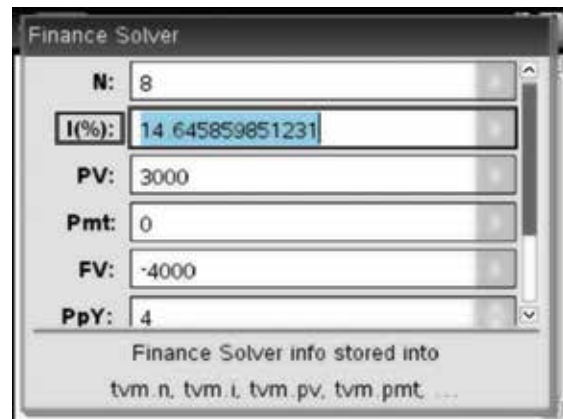 Finance Solver
N: 8
I(%): 14.645859851231
PV: 3000
Pmt: 0
FV: -4000
PpY: 4
Finance Solver info stored into
tvm.n, tvm.i, tvm.pv, tvm.pmt, ...